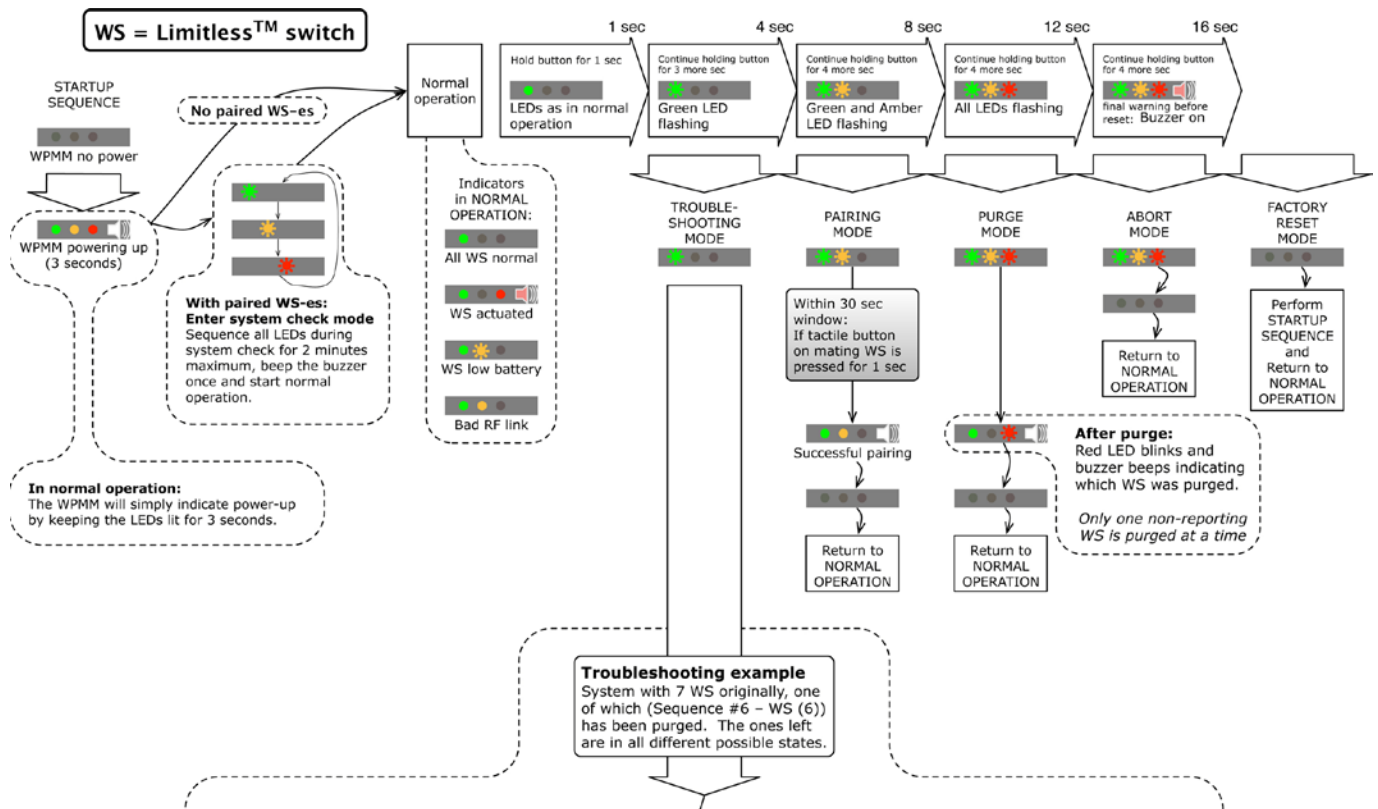 WS = Limitless™ switch
STARTUP
SEQUENCE
WPMM no power
WPMM powering up
(3 seconds)
No paired WS-es
With paired WS-es:
Enter system check mode
Sequence all LEDs during
system check for 2 minutes
maximum, beep the buzzer
once and start normal
operation.
In normal operation:
The WPMM will simply indicate power-up
by keeping the LEDs lit for 3 seconds.
Normal
operation
Indicators
in NORMAL
OPERATION:
All WS normal
WS actuated
WS low battery
Bad RF link
1 sec
4 sec
8 sec
12 sec
16 sec
Hold button for 1 sec
LEDs as in normal
operation
Continue holding button
for 3 more sec
Green LED
flashing
Continue holding button
for 4 more sec
Green and Amber
LED flashing
Continue holding button
for 4 more sec
All LEDs flashing
Continue holding button
for 4 more sec
final warning before
reset: Buzzer on
TROUBLE-
SHOOTING
MODE
PAIRING
MODE
Within 30 sec
window:
If tactile button
on mating WS is
pressed for 1 sec
Successful pairing
Return to
NORMAL
OPERATION
PURGE
MODE
Return to
NORMAL
OPERATION
After purge:
Red LED blinks and
buzzer beeps indicating
which WS was purged.
Only one non-reporting
WS is purged at a time
ABORT
MODE
Return to
NORMAL
OPERATION
FACTORY
RESET
MODE
Perform
STARTUP
SEQUENCE
and
Return to
NORMAL
OPERATION
Troubleshooting example
System with 7 WS originally, one
of which (Sequence #6 – WS (6))
has been purged. The ones left
are in all different possible states.